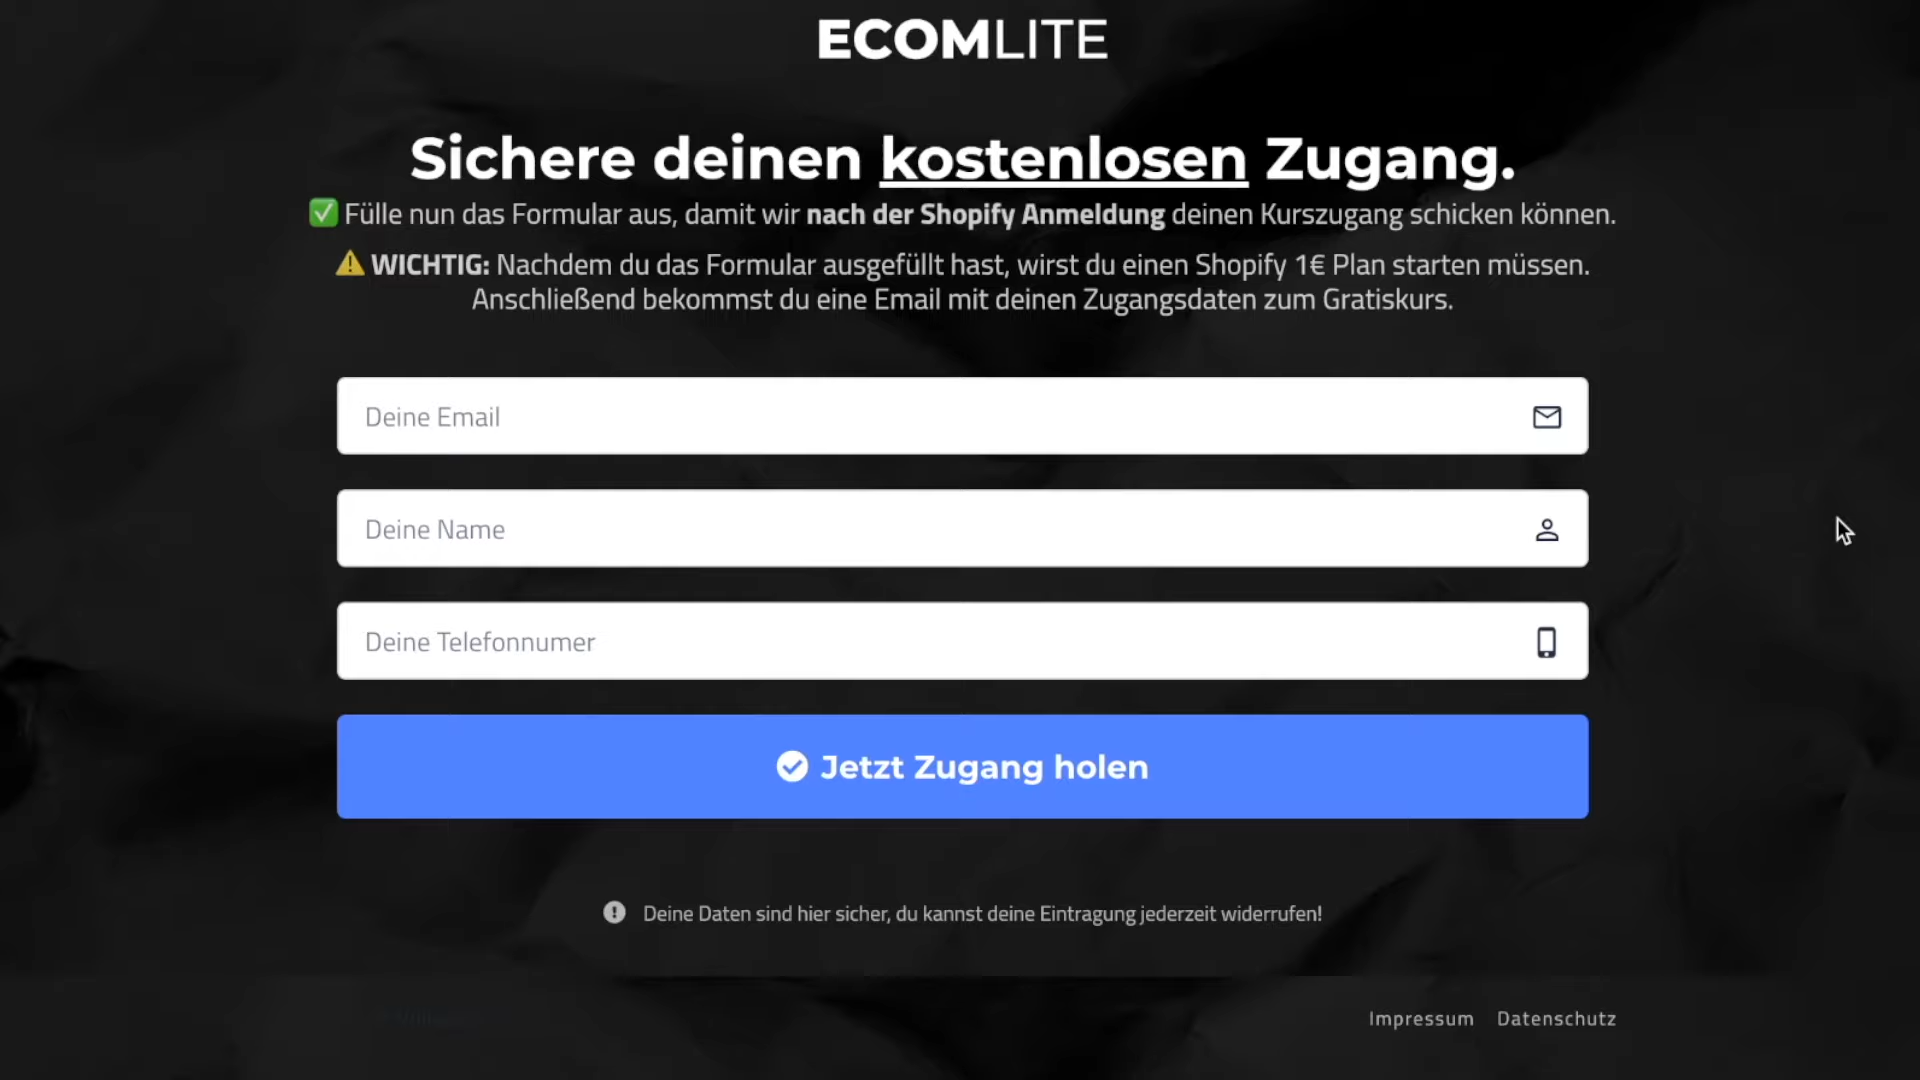 ECOMLITE
Sichere deinen kostenlosen Zugang.
✅ Fülle nun das Formular aus, damit wir nach der Shopify Anmeldung deinen Kurszugang schicken können.
⚠️ WICHTIG: Nachdem du das Formular ausgefüllt hast, wirst du einen Shopify 1€ Plan starten müssen.
Anschließend bekommst du eine Email mit deinen Zugangsdaten zum Gratiskurs.
Deine Email
Deine Name
Deine Telefonnumer
Jetzt Zugang holen
Deine Daten sind hier sicher, du kannst deine Eintragung jederzeit widerrufen!
Impressum Datenschutz